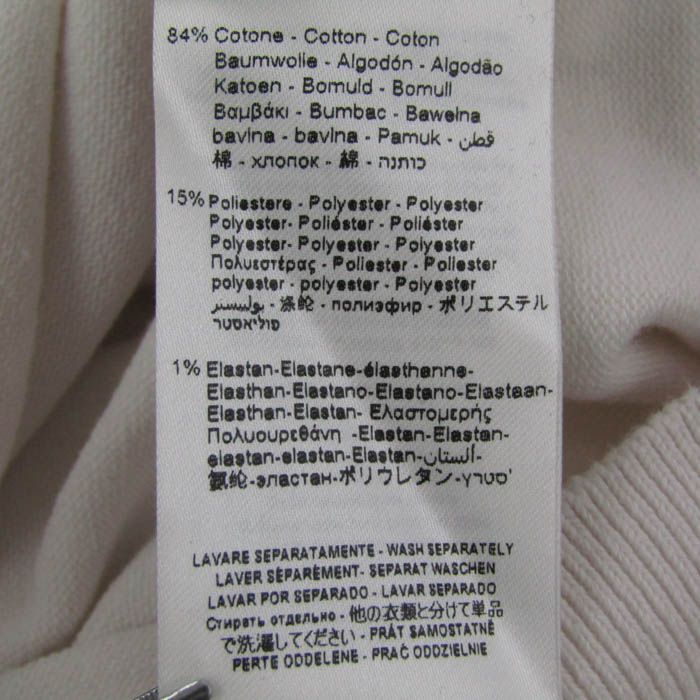 84% Cotone - Cotton - Coton
Baumwolle - Algodón - Algodão
Katoen - Bomuld - Bomull
Βαμβάκι - Bumbac - Bawełna
bavlna - bavlna - Pamuk - قطن
棉 - хлопок - 綿 - כותנה
15% Poliestere - Polyester - Polyester
Polyester- Poliéster - Poliéster
Polyester- Polyester - Polyester
Πολυεστέρας - Poliester - Poliester
polyester - polyester - Polyester
بوليستر - 涤纶 - полиэфир - ポリエステル
פוליאסטר
1% Elastan-Elastane-élasthanne-
Elasthan-Elastano-Elastano-Elastaan-
Elasthan-Elastan- Ελαστομερής
Πολυουρεθάνη -Elastan-Elastan-
elastan-elastan-Elastan-ألستان-
氨纶-эластан-ポリウレタン-סטרץ'
LAVARE SEPARATAMENTE - WASH SEPARATELY
LAVER SÉPARÉMENT- SEPARAT WASCHEN
LAVAR POR SEPARADO - LAVAR SEPARADO
Стирать отдельно - 他の衣類と分けて単品
で洗濯してください - PRÁT SAMOSTATNĚ
PERTE ODDELENE - PRAĆ ODDZIELNIE